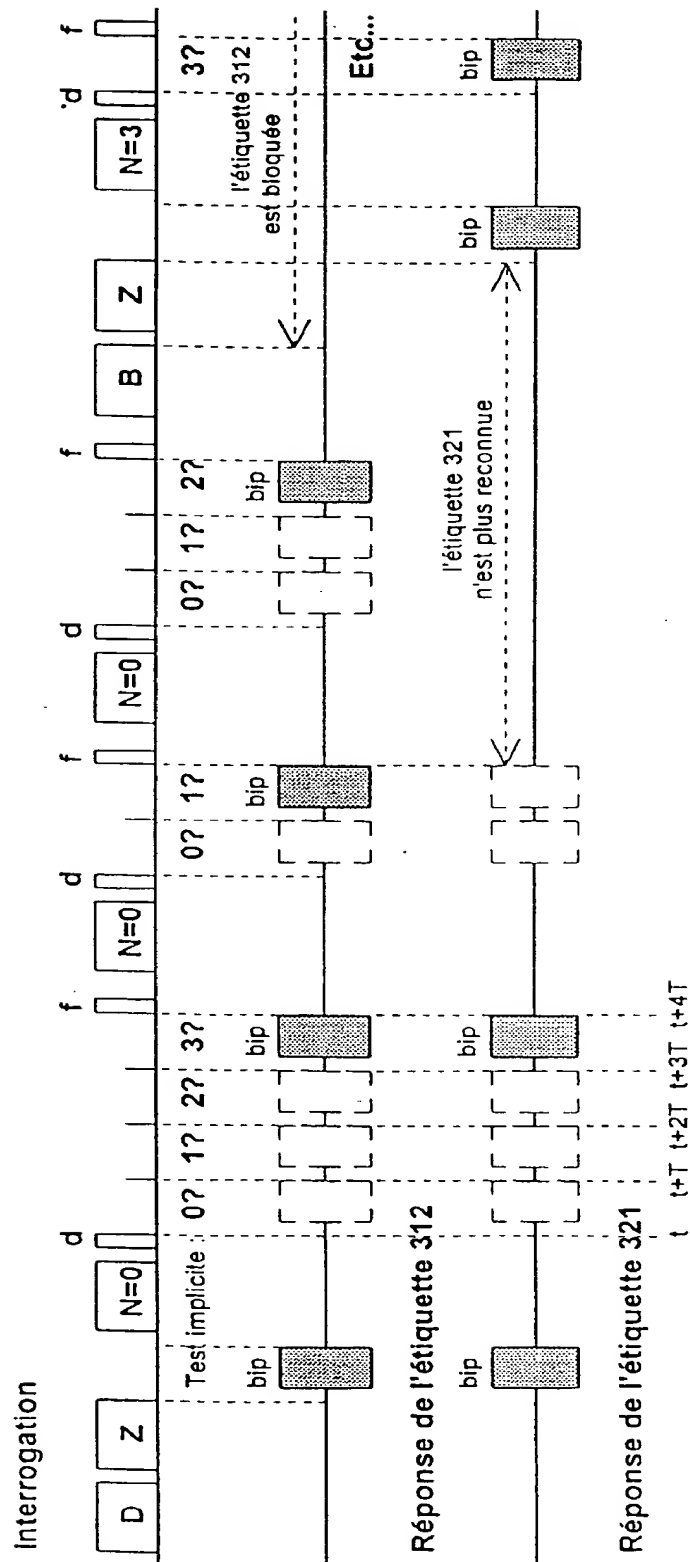 Interrogation
D Z N=0 d f N=0 d f N=0 d f B Z N=3 'd f
Test implicite : 0? 1? 2? 3? 0? 1? 0? 1? 2? 3?
bip bip bip bip
l'étiquette 312
est bloquée
Réponse de l'étiquette 312
Etc...
bip bip bip bip
l'étiquette 321
n'est plus reconnue
Réponse de l'étiquette 321
t t+T t+2T t+3T t+4T